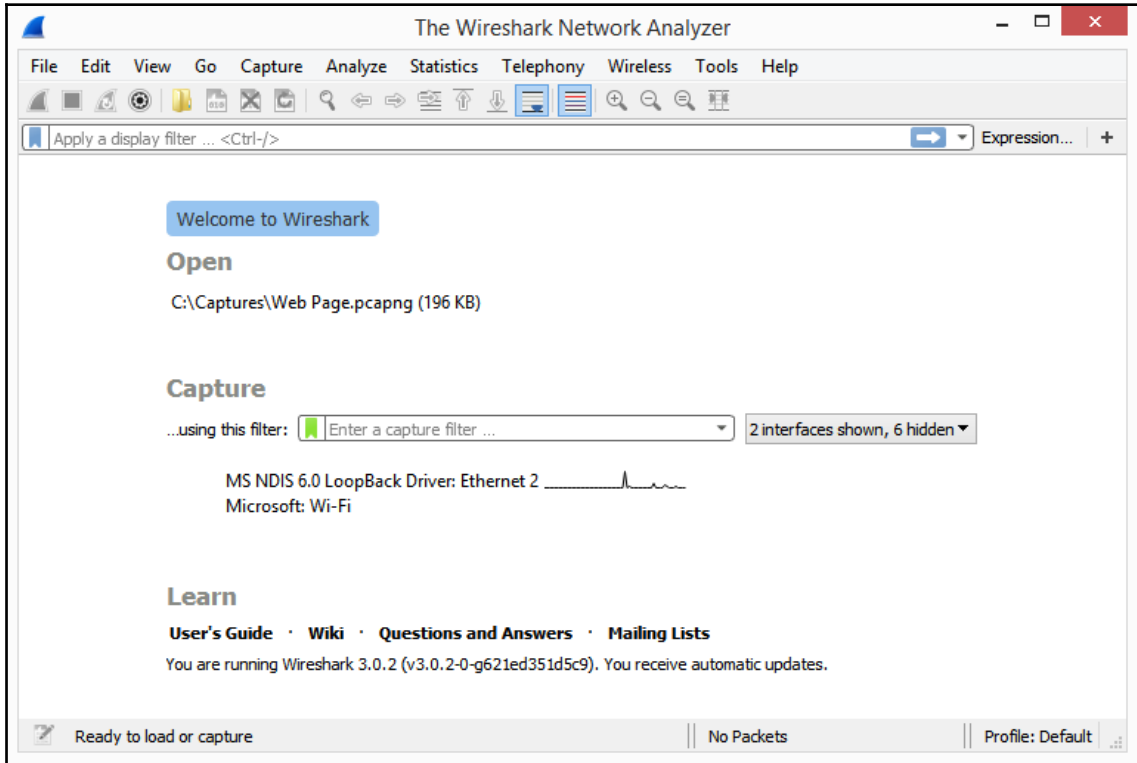 The Wireshark Network Analyzer
File Edit View Go Capture Analyze Statistics Telephony Wireless Tools Help
Apply a display filter ... <Ctrl-/> Expression... +
Welcome to Wireshark
Open
C:\Captures\Web Page.pcapng (196 KB)
Capture
...using this filter: Enter a capture filter ... 2 interfaces shown, 6 hidden
MS NDIS 6.0 LoopBack Driver: Ethernet 2
Microsoft: Wi-Fi
Learn
User's Guide · Wiki · Questions and Answers · Mailing Lists
You are running Wireshark 3.0.2 (v3.0.2-0-g621ed351d5c9). You receive automatic updates.
Ready to load or capture No Packets Profile: Default